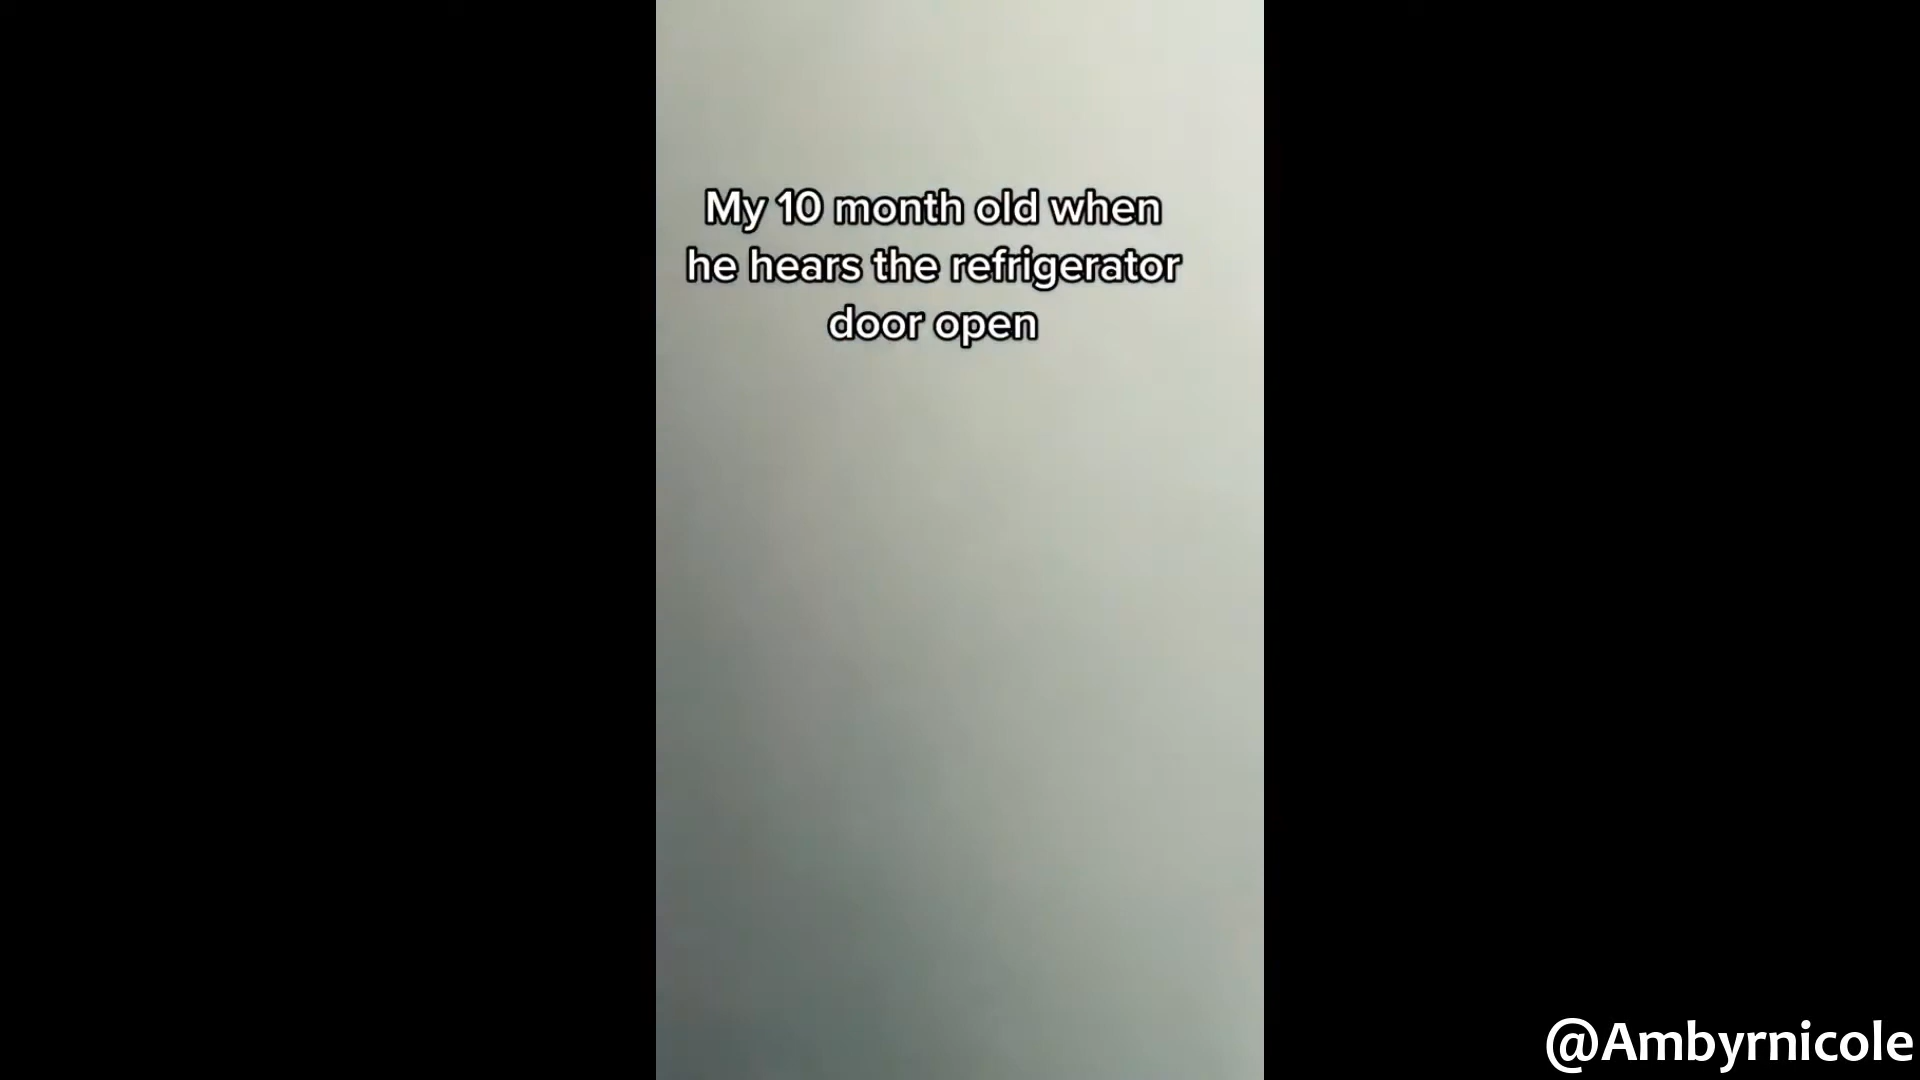 My 10 month old when
he hears the refrigerator
door open
@Ambyrnicole